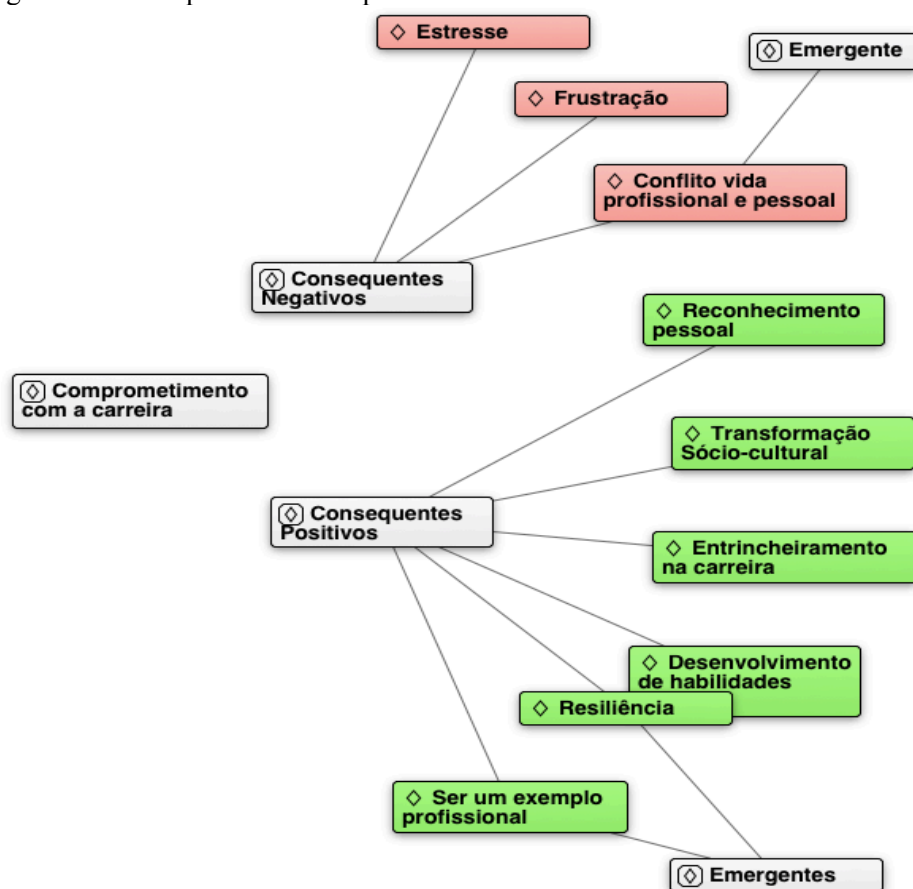 Estresse
Emergente
Frustração
Conflito vida
profissional e pessoal
Consequentes
Negativos
Reconhecimento
pessoal
Comprometimento
com a carreira
Transformação
Sócio-cultural
Consequentes
Positivos
Entrincheiramento
na carreira
Desenvolvimento
de habilidades
Resiliência
Ser um exemplo
profissional
Emergentes